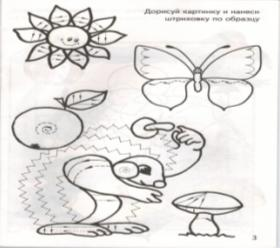 Дорисуй картинку и нанеси
штриховку по образцу
3